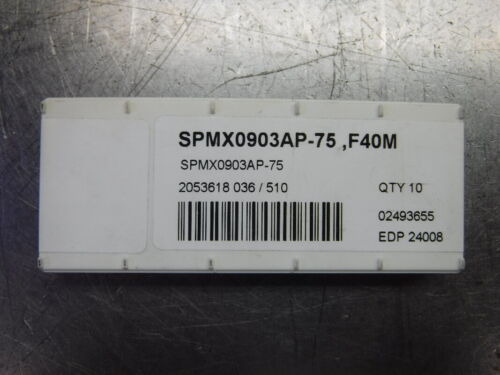 SPMX0903AP-75 ,F40M
SPMX0903AP-75
2053618 036 / 510 QTY 10
02493655
EDP 24008